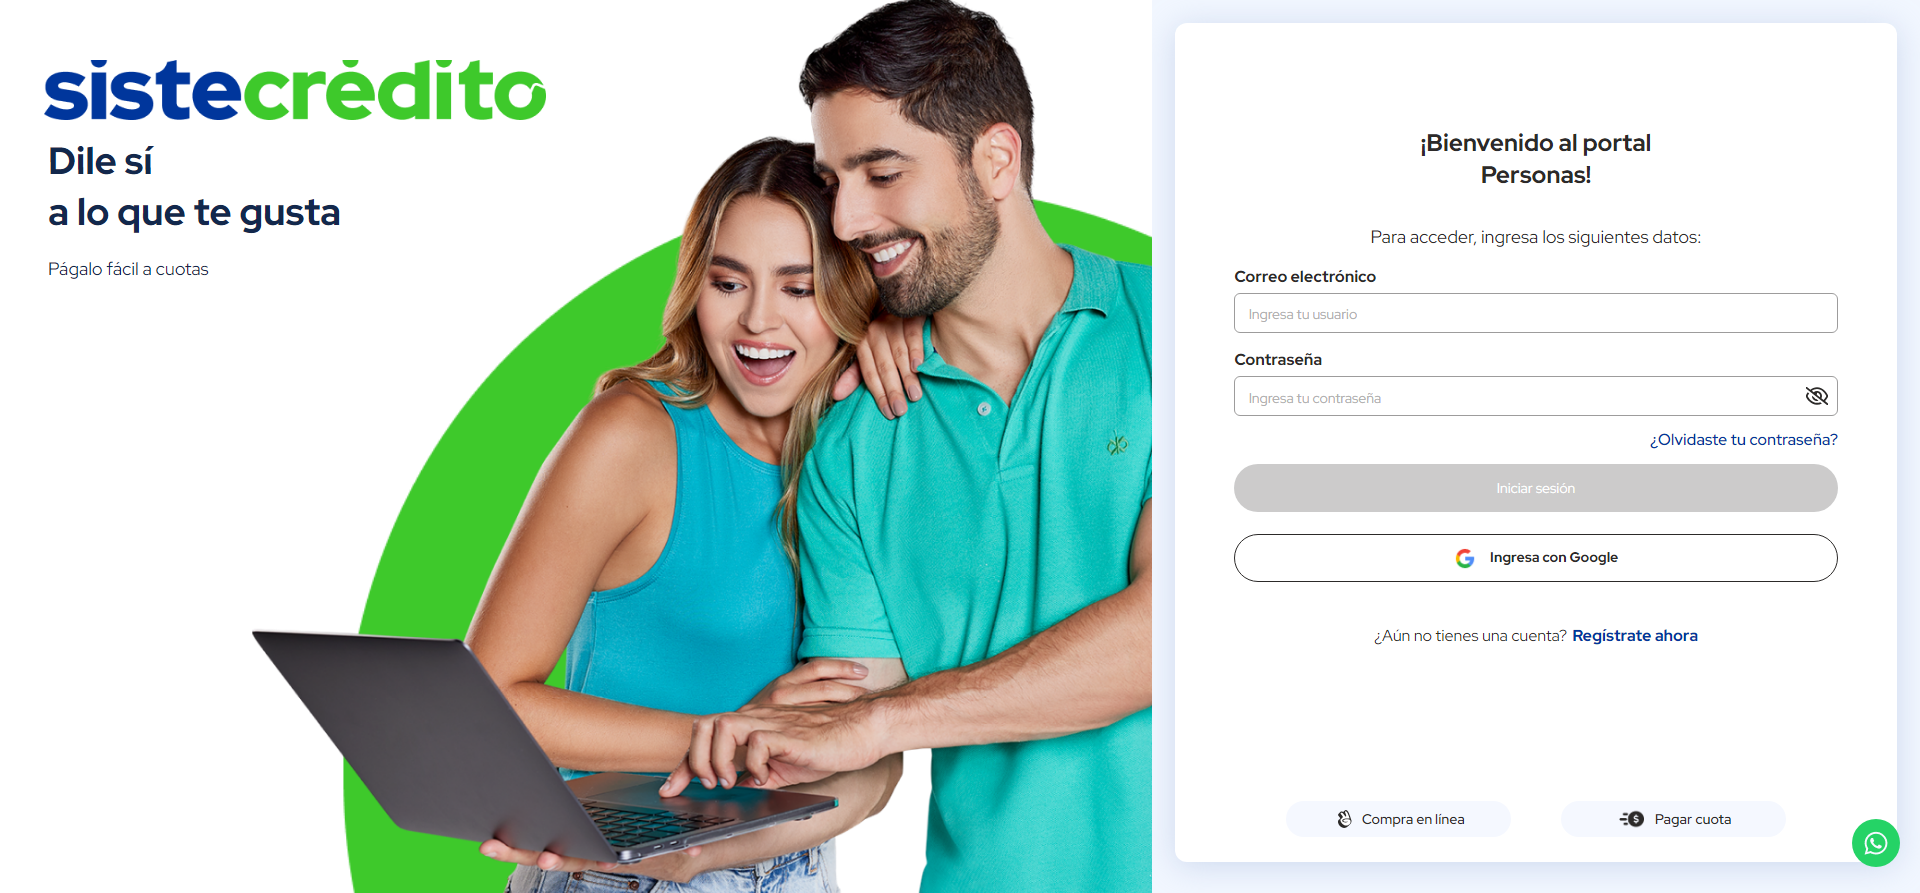 sistecrédito
Dile sí
a lo que te gusta
Págalo fácil a cuotas
¡Bienvenido al portal
Personas!
Para acceder, ingresa los siguientes datos:
Correo electrónico
Ingresa tu usuario
Contraseña
Ingresa tu contraseña
¿Olvidaste tu contraseña?
Iniciar sesión
Ingresa con Google
¿Aún no tienes una cuenta? Regístrate ahora
Compra en línea
Pagar cuota